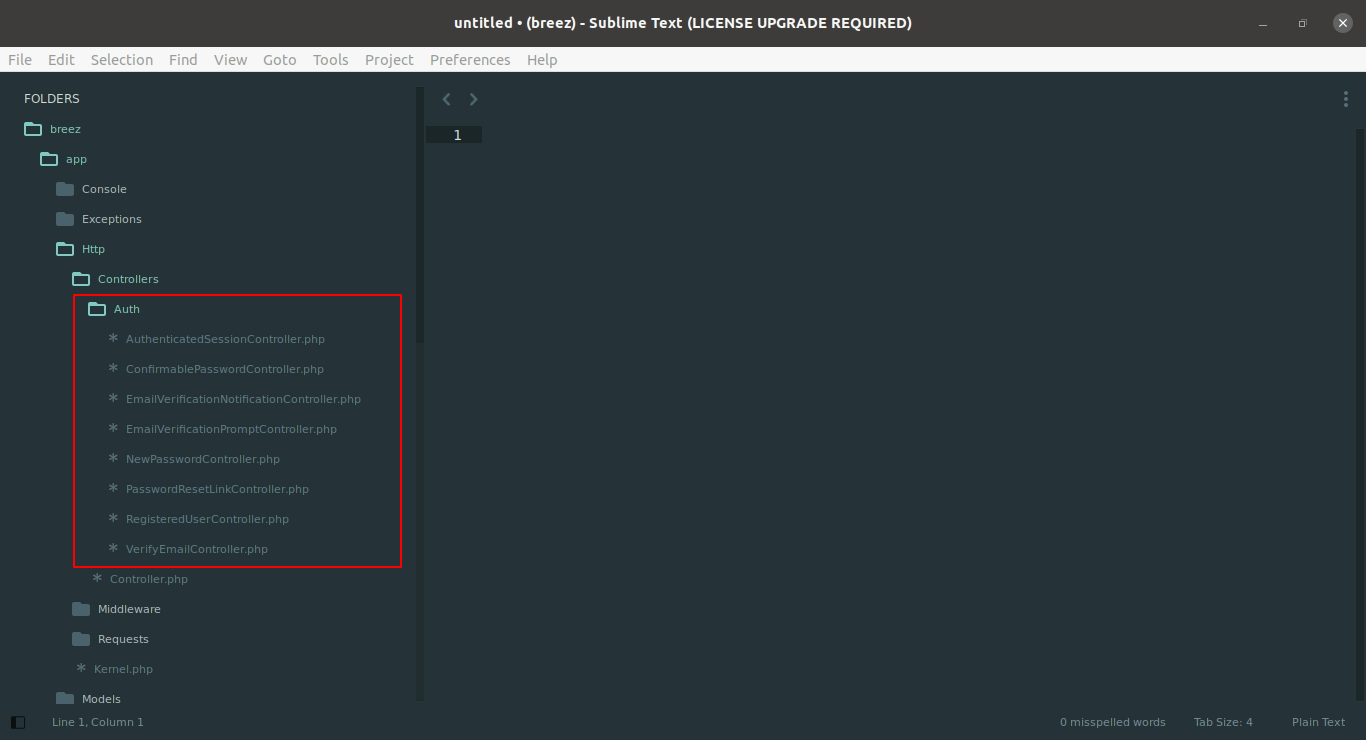 untitled • (breez) - Sublime Text (LICENSE UPGRADE REQUIRED)
File Edit Selection Find View Goto Tools Project Preferences Help
FOLDERS
breez
app
Console
Exceptions
Http
Controllers
Auth
* AuthenticatedSessionController.php
* ConfirmablePasswordController.php
* EmailVerificationNotificationController.php
* EmailVerificationPromptController.php
* NewPasswordController.php
* PasswordResetLinkController.php
* RegisteredUserController.php
* VerifyEmailController.php
* Controller.php
Middleware
Requests
* Kernel.php
Models
1
Line 1, Column 1
0 misspelled words
Tab Size: 4
Plain Text